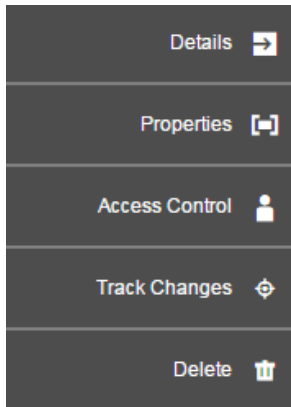 Details
Properties
Access Control
Track Changes
Delete